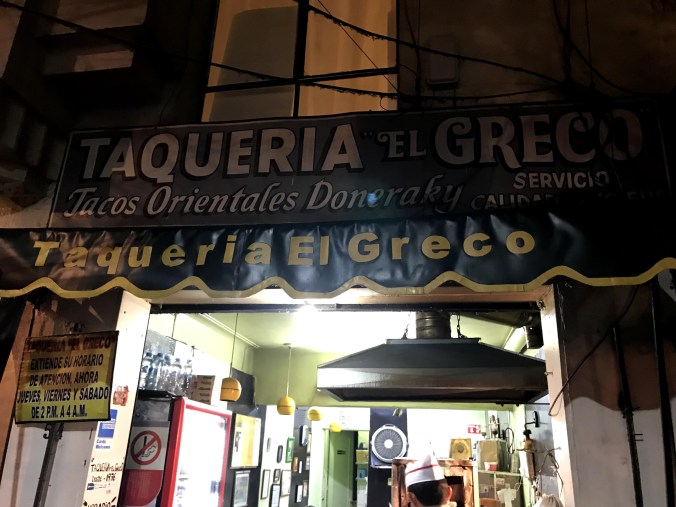 TAQUERIA "EL GRECO
Tacos Orientales Doneraky
SERVICIO
CALIDAD
Taqueria El Greco
EXTIENDE SU HORARIO
DE ATENCION, AHORA
JUEVES, VIERNES Y SABADO
DE 2 P.M. A 4 A.M.